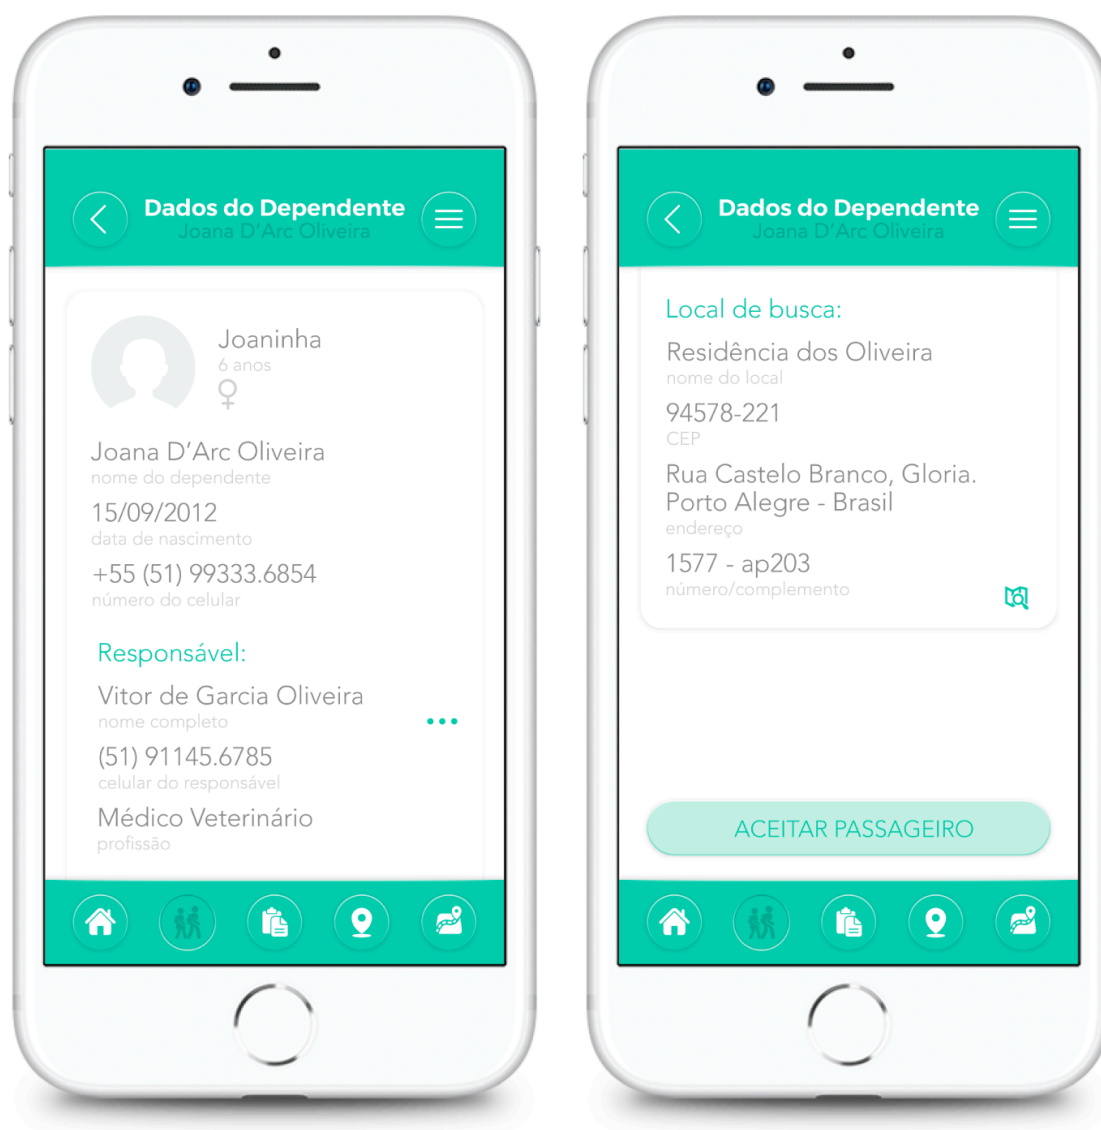 Dados do Dependente
Joana D'Arc Oliveira
Joaninha
6 anos
Joana D'Arc Oliveira
nome do dependente
15/09/2012
data de nascimento
+55 (51) 99333.6854
número do celular
Responsável:
Vitor de Garcia Oliveira
nome completo
(51) 91145.6785
celular do responsável
Médico Veterinário
profissão
Dados do Dependente
Joana D'Arc Oliveira
Local de busca:
Residência dos Oliveira
nome do local
94578-221
CEP
Rua Castelo Branco, Gloria.
Porto Alegre - Brasil
endereço
1577 - ap203
número/complemento
ACEITAR PASSAGEIRO